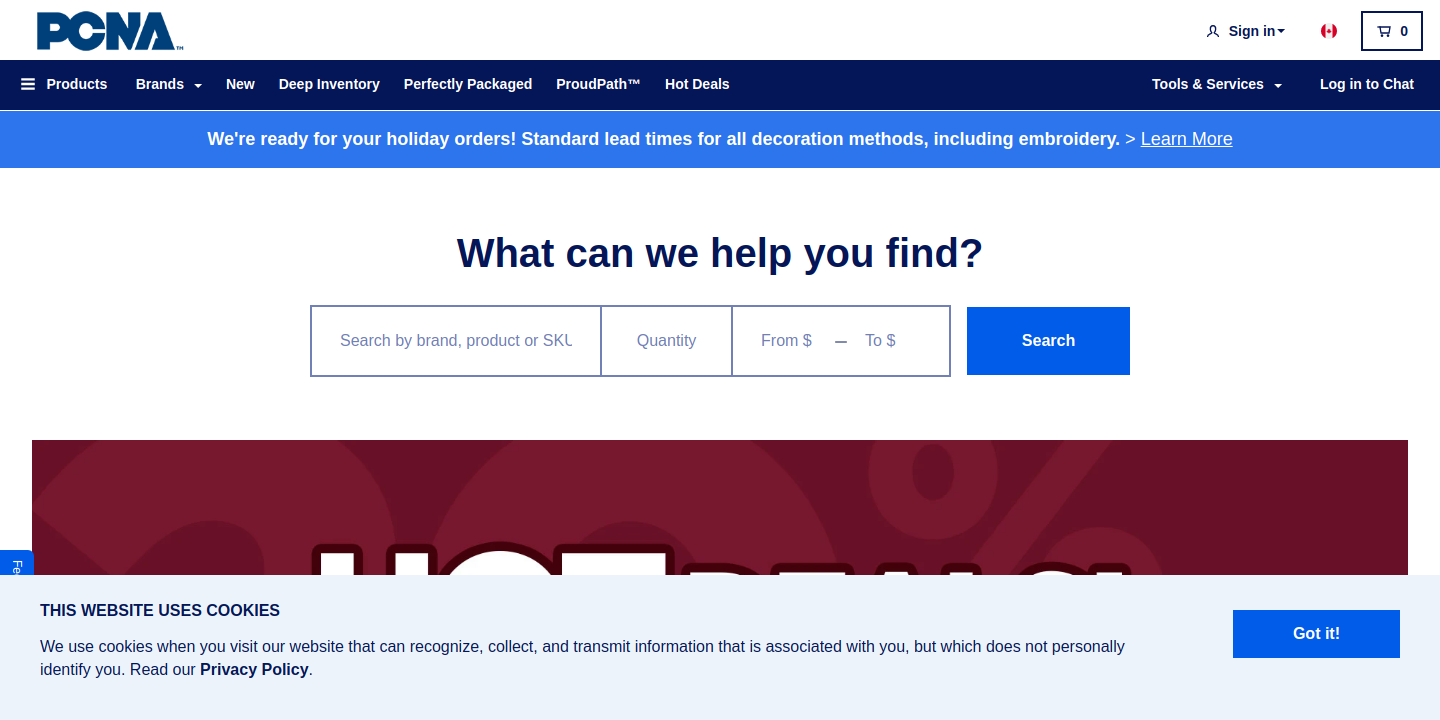 PCNA™
Sign in
0
Products Brands New Deep Inventory Perfectly Packaged ProudPath™ Hot Deals Tools & Services Log in to Chat
We're ready for your holiday orders! Standard lead times for all decoration methods, including embroidery. > Learn More
What can we help you find?
Search by brand, product or SKU Quantity From $ – To $ Search
%
THIS WEBSITE USES COOKIES
We use cookies when you visit our website that can recognize, collect, and transmit information that is associated with you, but which does not personally
identify you. Read our Privacy Policy.
Got it!